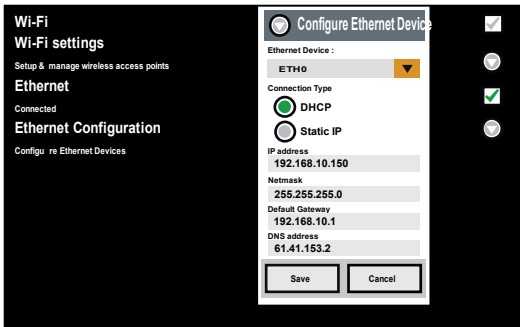 Wi-Fi
Wi-Fi settings
Setup & manage wireless access points
Ethernet
Connected
Ethernet Configuration
Configu re Ethernet Devices
Configure Ethernet Device
Ethernet Device :
ETH0
Connection Type
DHCP
Static IP
IP address
192.168.10.150
Netmask
255.255.255.0
Default Gateway
192.168.10.1
DNS address
61.41.153.2
Save
Cancel